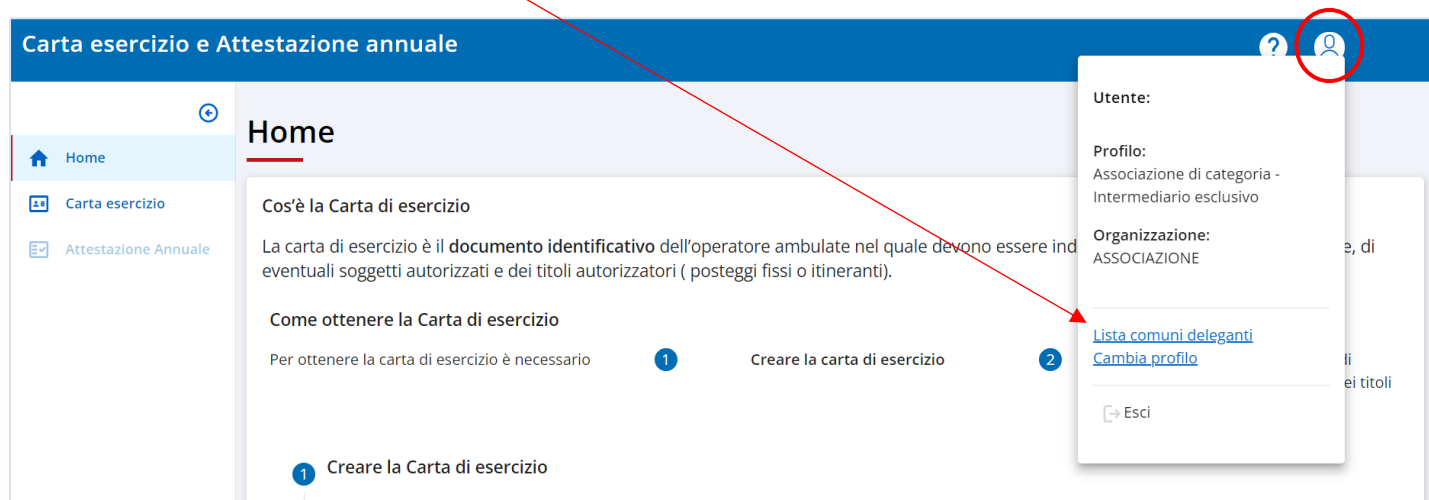 Carta esercizio e Attestazione annuale
?
Home
Carta esercizio
Attestazione Annuale
Home
Cos'è la Carta di esercizio
La carta di esercizio è il documento identificativo dell'operatore ambulate nel quale devono essere ind
e, di
eventuali soggetti autorizzati e dei titoli autorizzatori ( posteggi fissi o itineranti).
Come ottenere la Carta di esercizio
Per ottenere la carta di esercizio è necessario
1
Creare la carta di esercizio
2
ei titoli
1
Creare la Carta di esercizio
Utente:
Profilo:
Associazione di categoria -
Intermediario esclusivo
Organizzazione:
ASSOCIAZIONE
Lista comuni deleganti
Cambia profilo
Esci